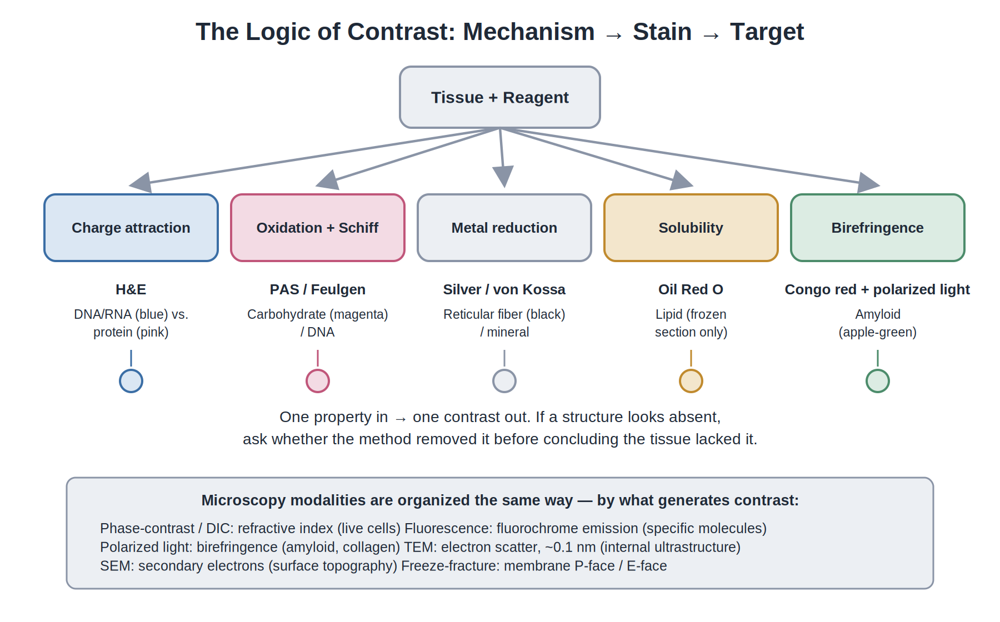 The Logic of Contrast: Mechanism → Stain → Target
Tissue + Reagent
Charge attraction
Oxidation + Schiff
Metal reduction
Solubility
Birefringence
H&E
DNA/RNA (blue) vs.
protein (pink)
PAS / Feulgen
Carbohydrate (magenta)
/ DNA
Silver / von Kossa
Reticular fiber (black)
/ mineral
Oil Red O
Lipid (frozen
section only)
Congo red + polarized light
Amyloid
(apple-green)
One property in → one contrast out. If a structure looks absent,
ask whether the method removed it before concluding the tissue lacked it.
Microscopy modalities are organized the same way — by what generates contrast:
Phase-contrast / DIC: refractive index (live cells) Fluorescence: fluorochrome emission (specific molecules)
Polarized light: birefringence (amyloid, collagen) TEM: electron scatter, ~0.1 nm (internal ultrastructure)
SEM: secondary electrons (surface topography) Freeze-fracture: membrane P-face / E-face